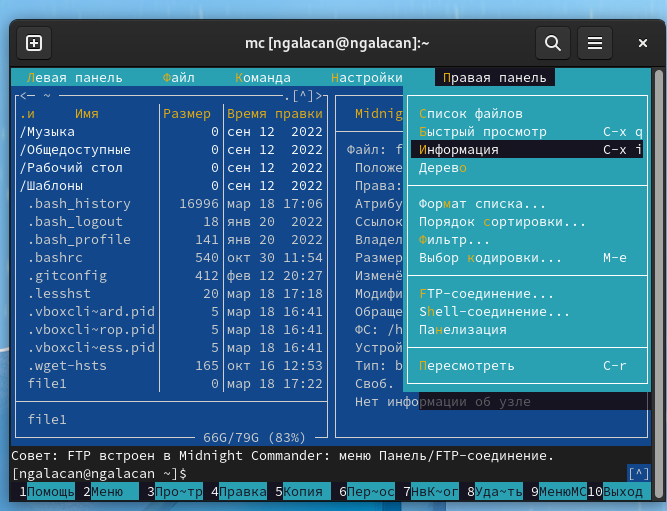 mc [ngalacan@ngalacan]:~
Левая панель Файл Команда Настройки Правая панель
<— ~ .[^]>
.и Имя Размер Время правки
/Музыка 0 сен 12 2022
/Общедоступные 0 сен 12 2022
/Рабочий стол 0 сен 12 2022
/Шаблоны 0 сен 12 2022
.bash_history 16996 мар 18 17:06
.bash_logout 18 янв 20 2022
.bash_profile 141 янв 20 2022
.bashrc 540 окт 30 11:54
.gitconfig 412 фев 12 20:27
.lesshst 20 мар 18 17:18
.vboxcli~ard.pid 5 мар 18 16:41
.vboxcli~rop.pid 5 мар 18 16:41
.vboxcli~ess.pid 5 мар 18 16:41
.wget-hsts 165 окт 16 12:53
file1 0 мар 18 17:22
file1
66G/79G (83%)
Midnig
Файл: f
Положе
Права:
Атрибу
Ссылок
Владел
Размер
Изменё
Модифи
Обраще
ФС: /h
Устрой
Тип: b
Своб.
Нет информации об узле
Список файлов
Быстрый просмотр C-x q
Информация C-x i
Дерево
Формат списка...
Порядок сортировки...
Фильтр...
Выбор кодировки... M-e
FTP-соединение...
Shell-соединение...
Панелизация
Пересмотреть C-r
Совет: FTP встроен в Midnight Commander: меню Панель/FTP-соединение.
[ngalacan@ngalacan ~]$ [^]
1Помощь 2Меню 3Про~тр 4Правка 5Копия 6Пер~ос 7НвК~ог 8Уда~ть 9МенюМС 10Выход